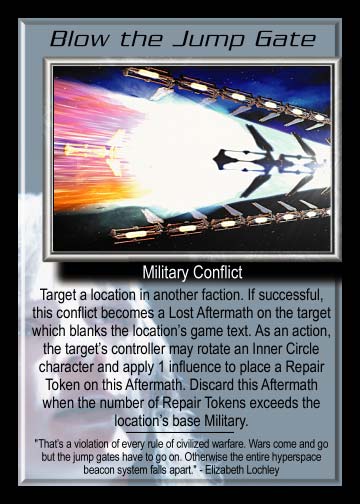 Blow the Jump Gate
Military Conflict
Target a location in another faction. If successful,
this conflict becomes a Lost Aftermath on the target
which blanks the location's game text. As an action,
the target's controller may rotate an Inner Circle
character and apply 1 influence to place a Repair
Token on this Aftermath. Discard this Aftermath
when the number of Repair Tokens exceeds the
location's base Military.
"That's a violation of every rule of civilized warfare. Wars come and go
but the jump gates have to go on. Otherwise the entire hyperspace
beacon system falls apart." - Elizabeth Lochley